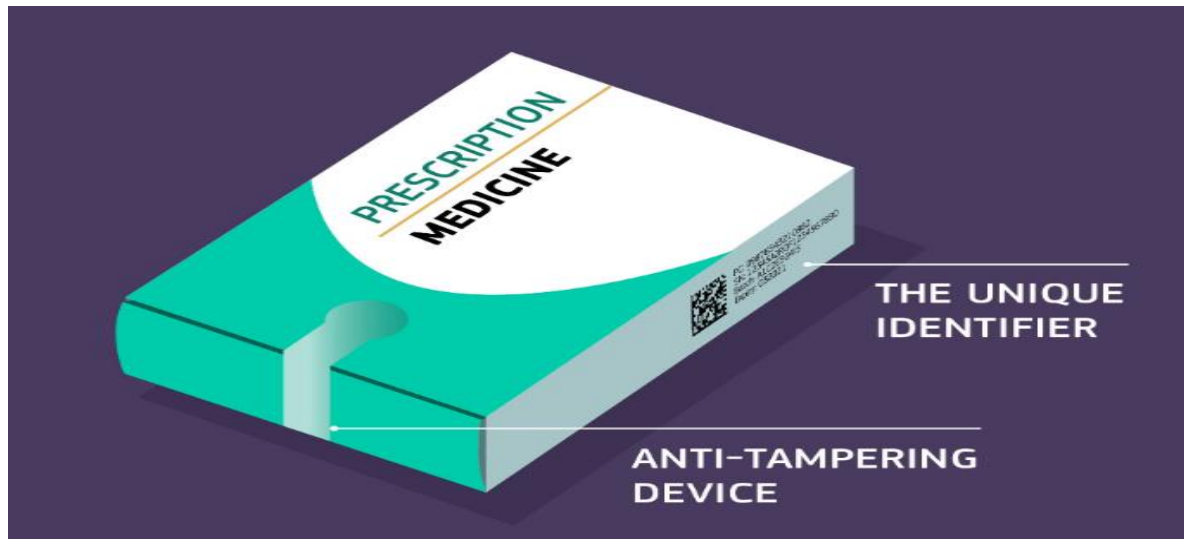 PRESCRIPTION
MEDICINE
THE UNIQUE
IDENTIFIER
ANTI-TAMPERING
DEVICE